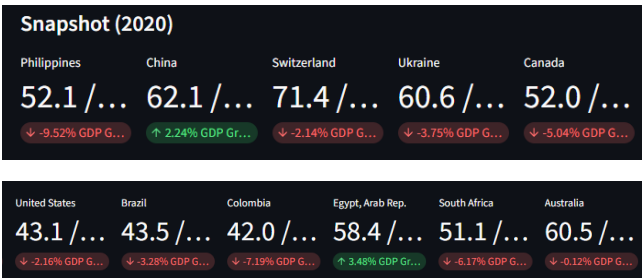 Snapshot (2020)
Philippines China Switzerland Ukraine Canada
52.1 /... 62.1 /... 71.4 /... 60.6 /... 52.0 /...
↓ -9.52% GDP G... ↑ 2.24% GDP Gr... ↓ -2.14% GDP G... ↓ -3.75% GDP G... ↓ -5.04% GDP G...
United States Brazil Colombia Egypt, Arab Rep. South Africa Australia
43.1 /... 43.5 /... 42.0 /... 58.4 /... 51.1 /... 60.5 /...
↓ -2.16% GDP G... ↓ -3.28% GDP G... ↓ -7.19% GDP G... ↑ 3.48% GDP Gr... ↓ -6.17% GDP G... ↓ -0.12% GDP G...